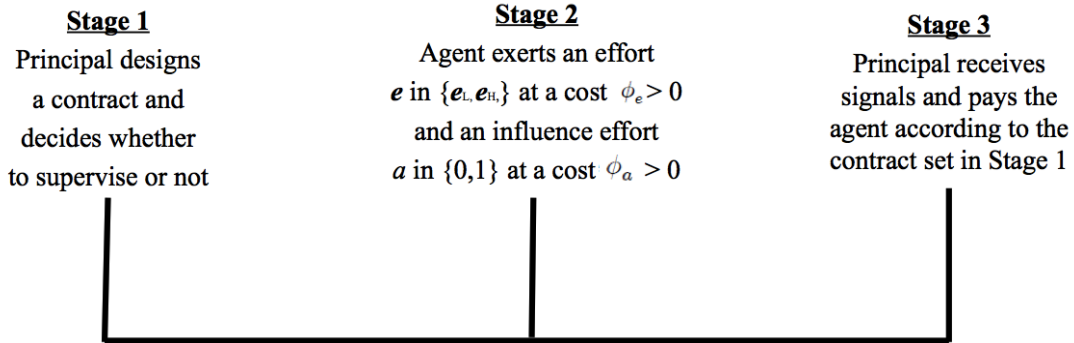 Stage 1
Principal designs
a contract and
decides whether
to supervise or not
Stage 2
Agent exerts an effort
e in {eL, eH,} at a cost ϕe > 0
and an influence effort
a in {0,1} at a cost ϕa > 0
Stage 3
Principal receives
signals and pays the
agent according to the
contract set in Stage 1